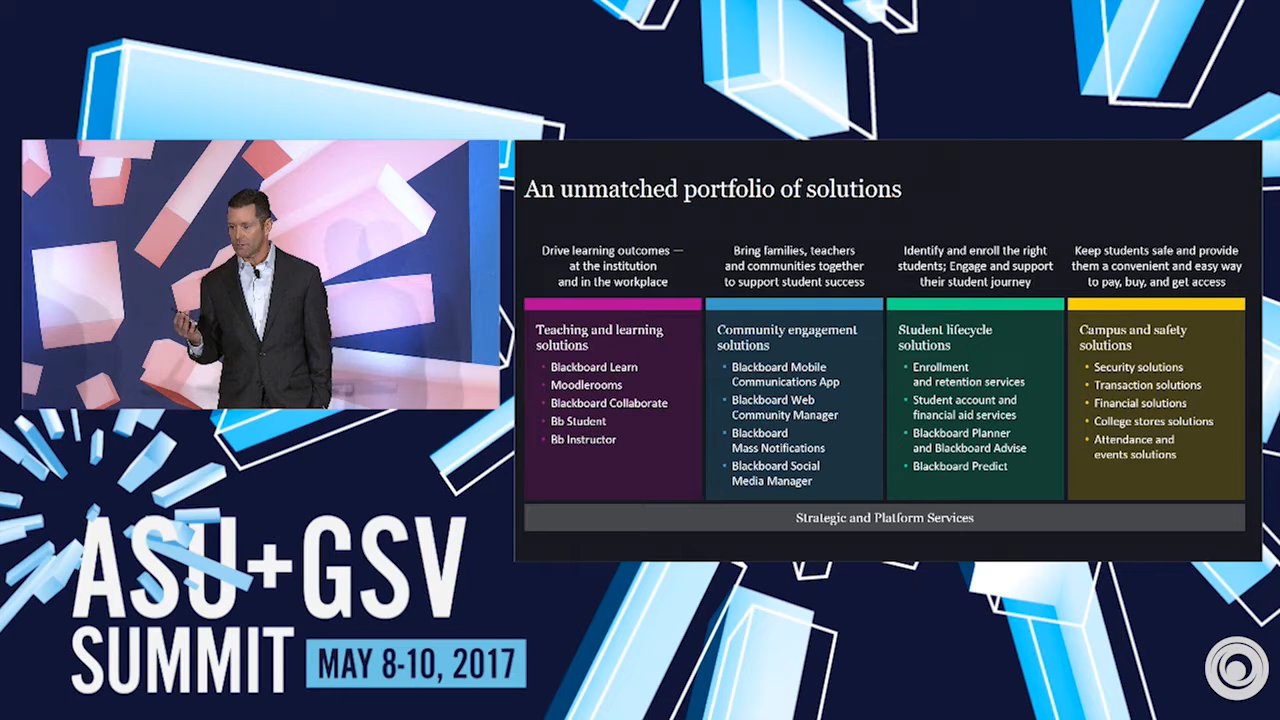 An unmatched portfolio of solutions
Drive learning outcomes —
at the institution
and in the workplace
Bring families, teachers
and communities together
to support student success
Identify and enroll the right
students; Engage and support
their student journey
Keep students safe and provide
them a convenient and easy way
to pay, buy, and get access
Teaching and learning
solutions
• Blackboard Learn
• Moodlerooms
• Blackboard Collaborate
• Bb Student
• Bb Instructor
Community engagement
solutions
• Blackboard Mobile
Communications App
• Blackboard Web
Community Manager
• Blackboard
Mass Notifications
• Blackboard Social
Media Manager
Student lifecycle
solutions
• Enrollment
and retention services
• Student account and
financial aid services
• Blackboard Planner
and Blackboard Advise
• Blackboard Predict
Campus and safety
solutions
• Security solutions
• Transaction solutions
• Financial solutions
• College stores solutions
• Attendance and
events solutions
Strategic and Platform Services
ASU+GSV
SUMMIT
MAY 8-10, 2017